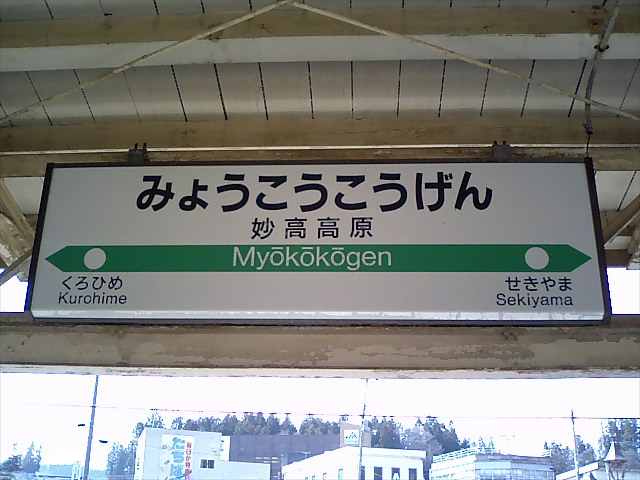 みょうこうこうげん
妙高高原
Myōkōkōgen
くろひめ
Kurohime
せきやま
Sekiyama